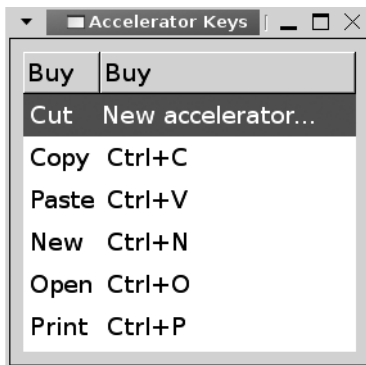 Accelerator Keys
Buy Buy
Cut New accelerator...
Copy Ctrl+C
Paste Ctrl+V
New Ctrl+N
Open Ctrl+O
Print Ctrl+P